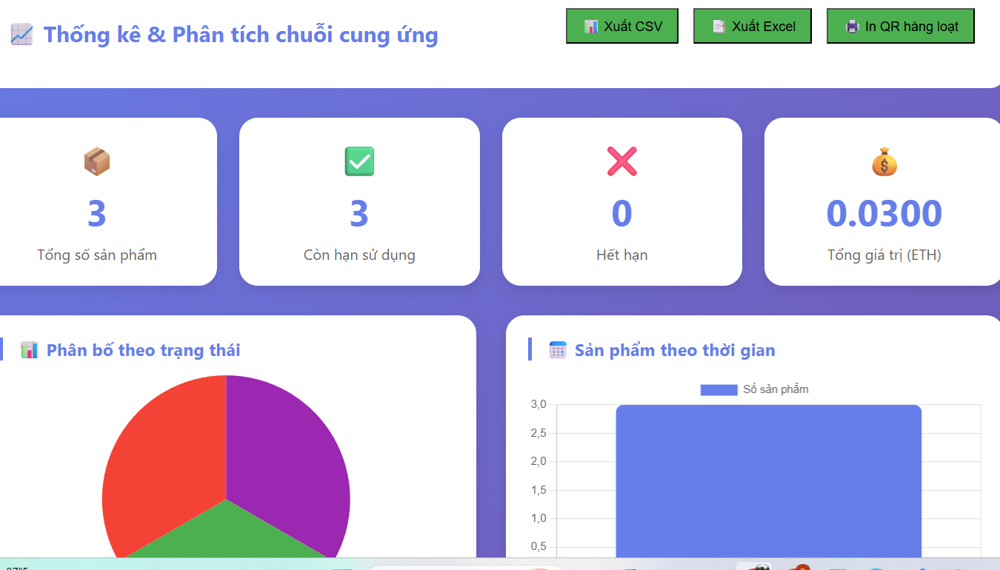 Thống kê & Phân tích chuỗi cung ứng
Xuất CSV
Xuất Excel
In QR hàng loạt
3
Tổng số sản phẩm
3
Còn hạn sử dụng
0
Hết hạn
0.0300
Tổng giá trị (ETH)
Phân bố theo trạng thái
Sản phẩm theo thời gian
Số sản phẩm
3,0
2,5
2,0
1,5
1,0
0,5